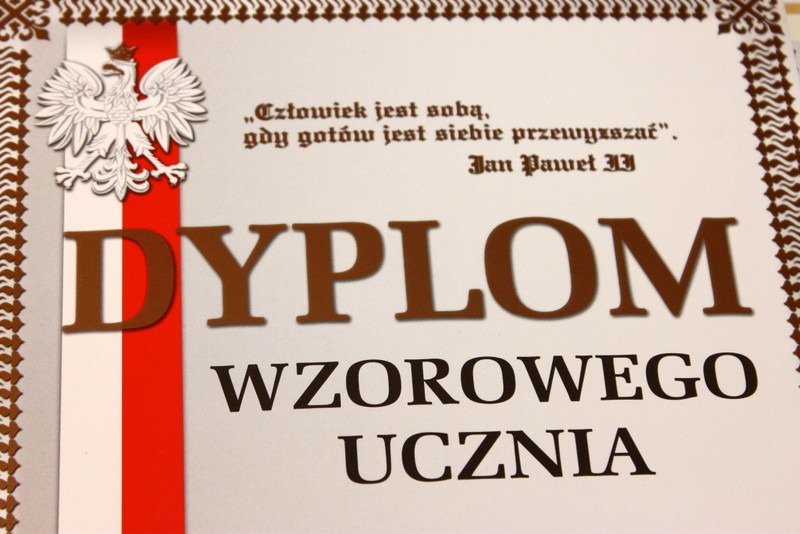 „Człowiek jest sobą,
gdy gotów jest siebie przewyższać”.
Jan Paweł II
DYPLOM
WZOROWEGO
UCZNIA